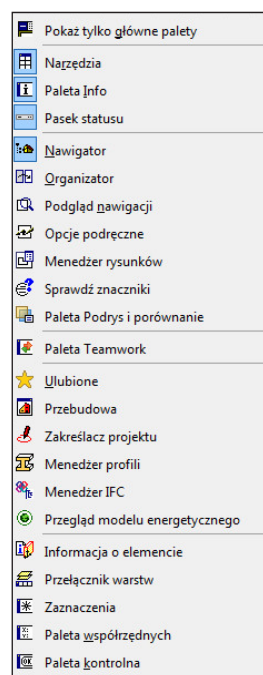 Pokaż tylko główne palety
Narzędzia
Paleta Info
Pasek statusu
Nawigator
Organizator
Podgląd nawigacji
Opcje podręczne
Menedżer rysunków
Sprawdź znaczniki
Paleta Podrys i porównanie
Paleta Teamwork
Ulubione
Przebudowa
Zakreślacz projektu
Menedżer profili
Menedżer IFC
Przegląd modelu energetycznego
Informacja o elemencie
Przełącznik warstw
Zaznaczenia
Paleta współrzędnych
Paleta kontrolna